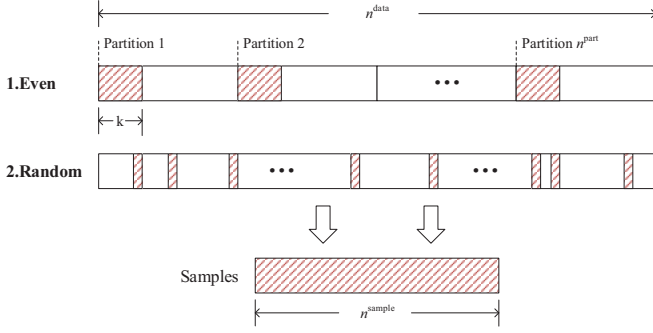 n^data
Partition 1 Partition 2 Partition n^part
1.Even
•••
k
2.Random
••• •••
Samples
n^sample